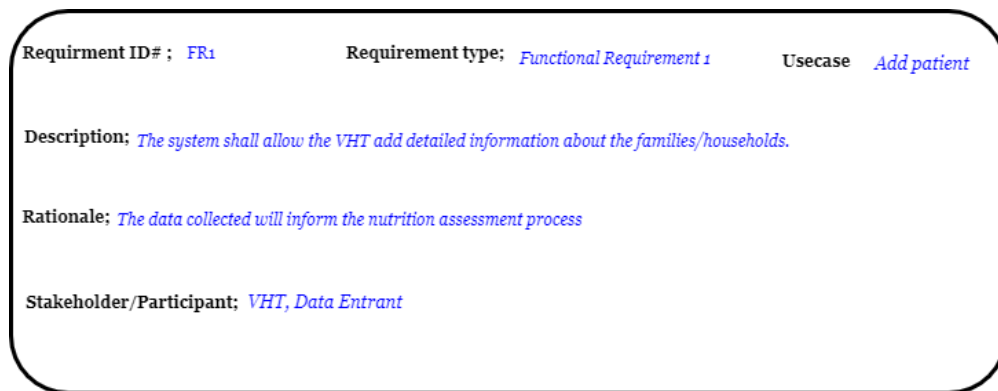 Requirment ID# ; FR1 Requirement type; Functional Requirement 1 Usecase Add patient
Description; The system shall allow the VHT add detailed information about the families/households.
Rationale; The data collected will inform the nutrition assessment process
Stakeholder/Participant; VHT, Data Entrant